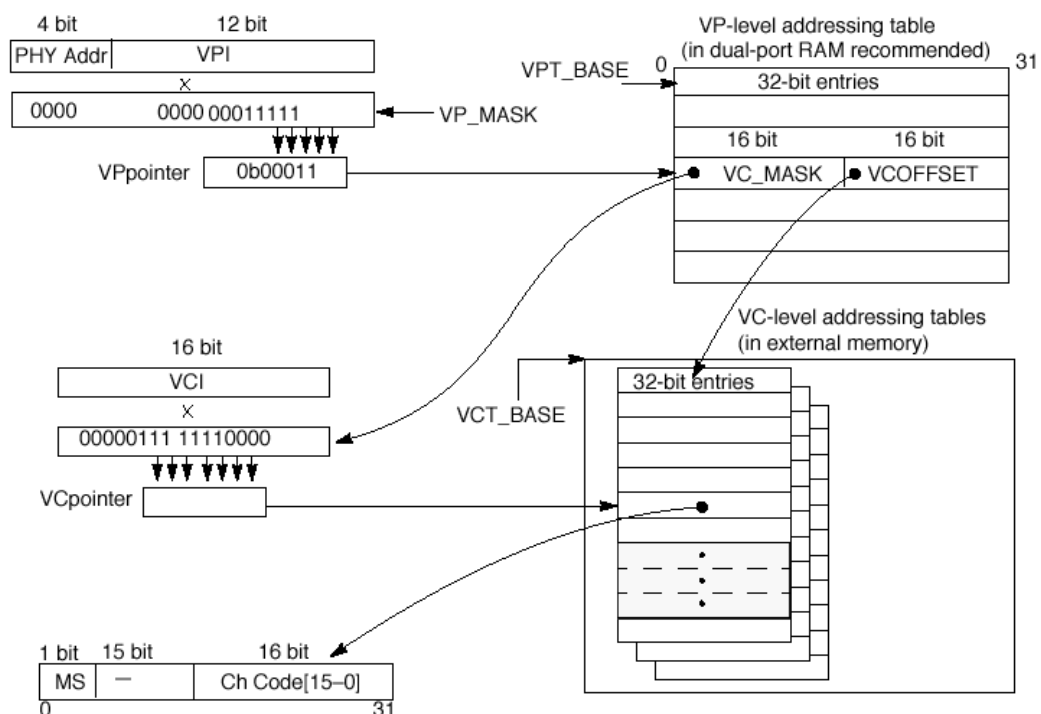 4 bit 12 bit
PHY Addr VPI
x
0000 0000 00011111
VP_MASK
VPpointer 0b00011
VP-level addressing table
(in dual-port RAM recommended)
0 31
VPT_BASE
32-bit entries
16 bit 16 bit
VC_MASK VCOFFSET
VC-level addressing tables
(in external memory)
16 bit
VCI
x
00000111 11110000
VCpointer
VCT_BASE
32-bit entries
1 bit 15 bit 16 bit
MS — Ch Code[15–0]
0 31